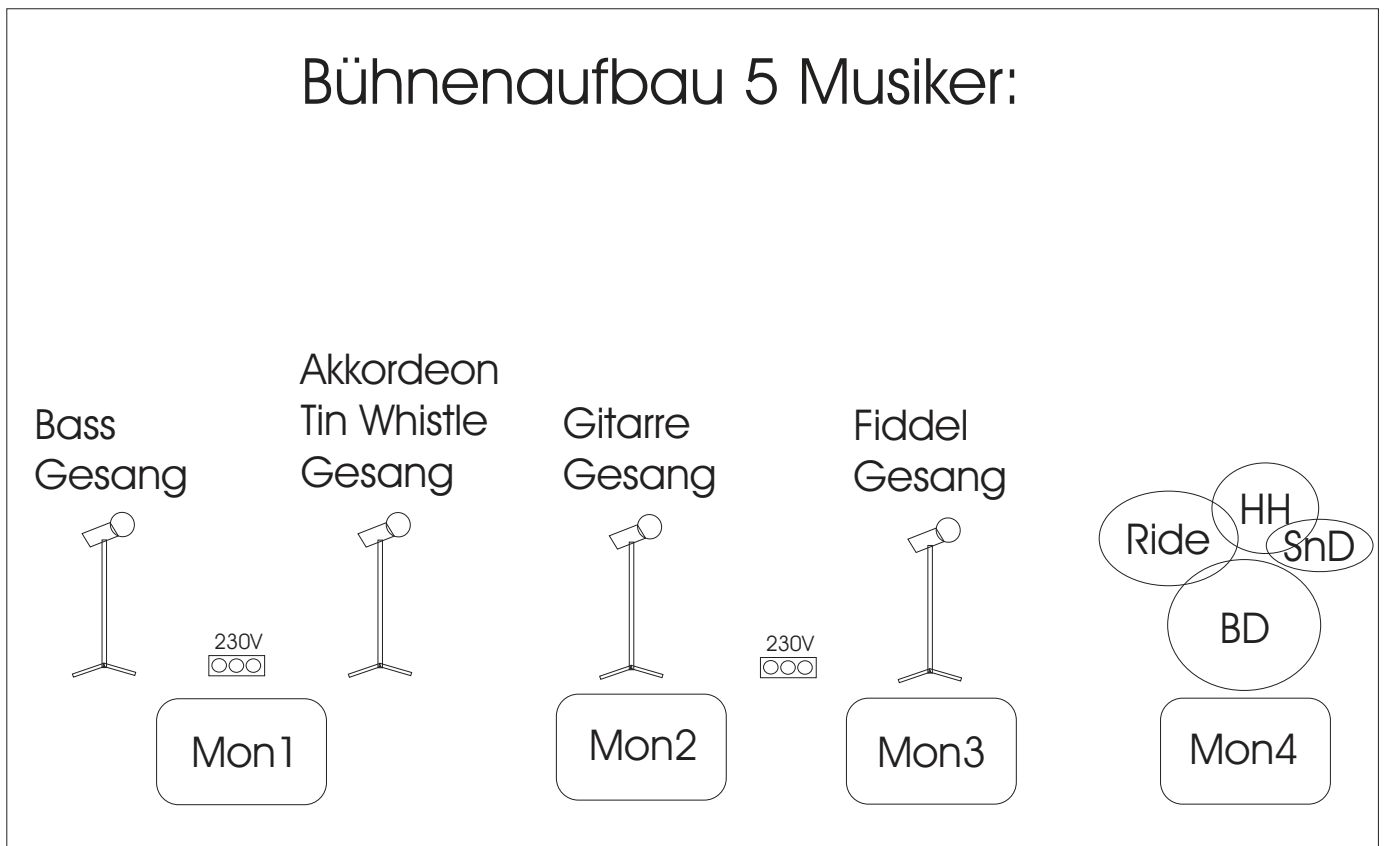 Bühnenaufbau 5 Musiker:
Bass
Gesang
Akkordeon
Tin Whistle
Gesang
Gitarre
Gesang
Fiddel
Gesang
Ride
HH
SnD
BD
230V
230V
Mon1
Mon2
Mon3
Mon4